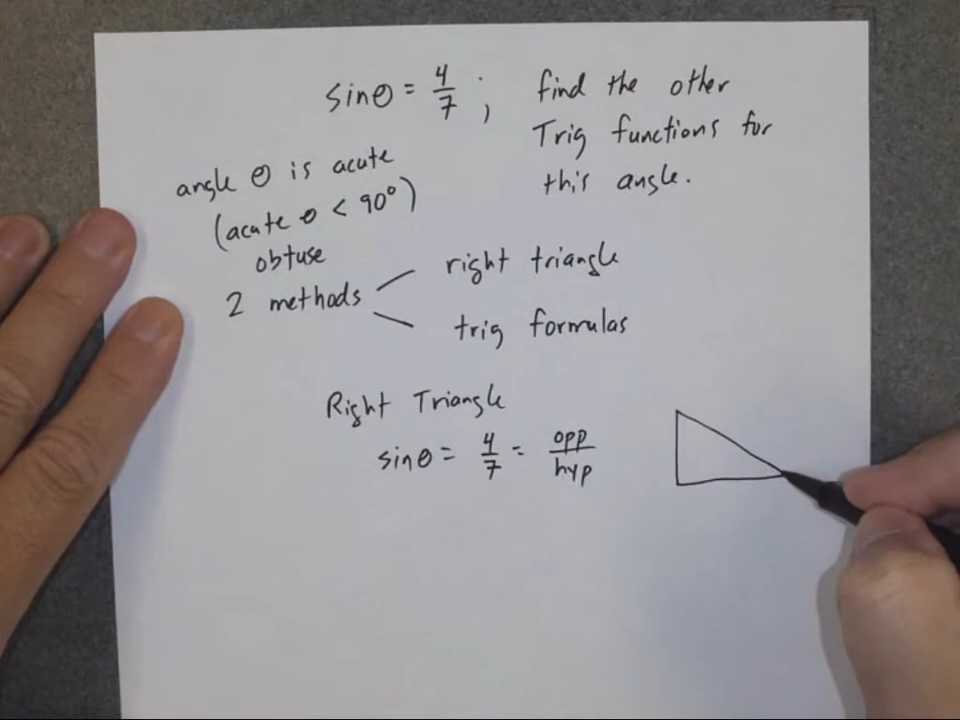 sinθ = 4/7 ; find the other
Trig functions for
this angle.
angle θ is acute
(acute θ < 90°)
obtuse
2 methods
right triangle
trig formulas
Right Triangle
sinθ = 4/7 = opp/hyp